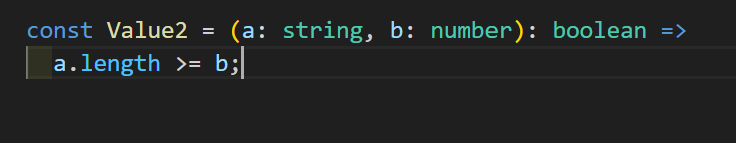 const Value2 = (a: string, b: number): boolean =>
  a.length >= b;